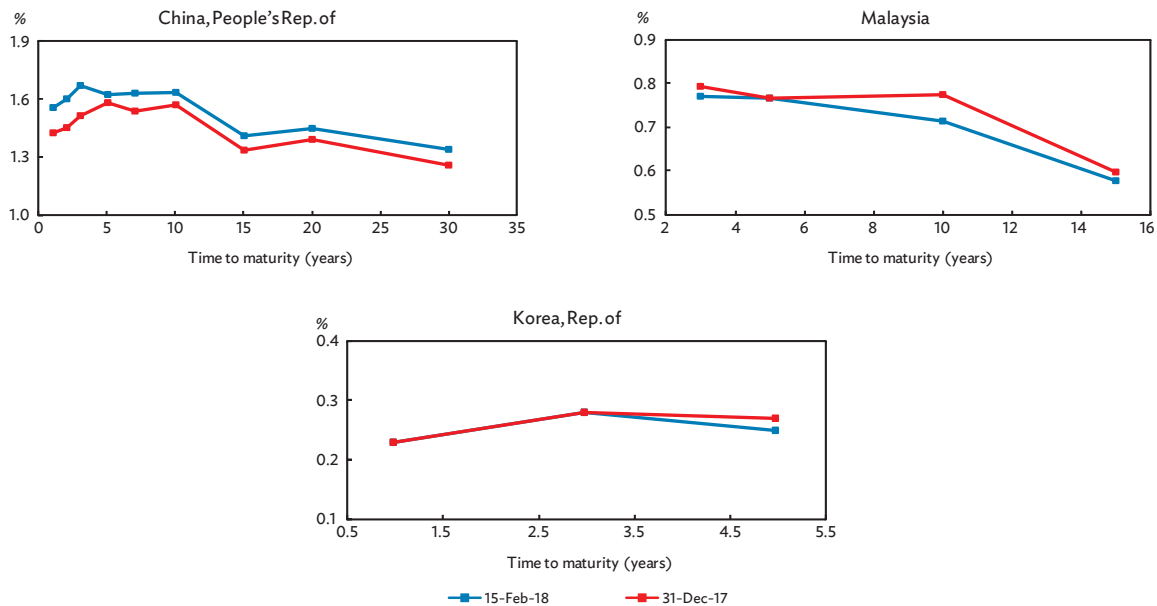 % China, People's Rep. of
1.9
1.6
1.3
1.0
0 5 10 15 20 25 30 35
Time to maturity (years)
% Malaysia
0.9
0.8
0.7
0.6
0.5
2 4 6 8 10 12 14 16
Time to maturity (years)
% Korea, Rep. of
0.4
0.3
0.2
0.1
0.5 1.5 2.5 3.5 4.5 5.5
Time to maturity (years)
15-Feb-18 31-Dec-17